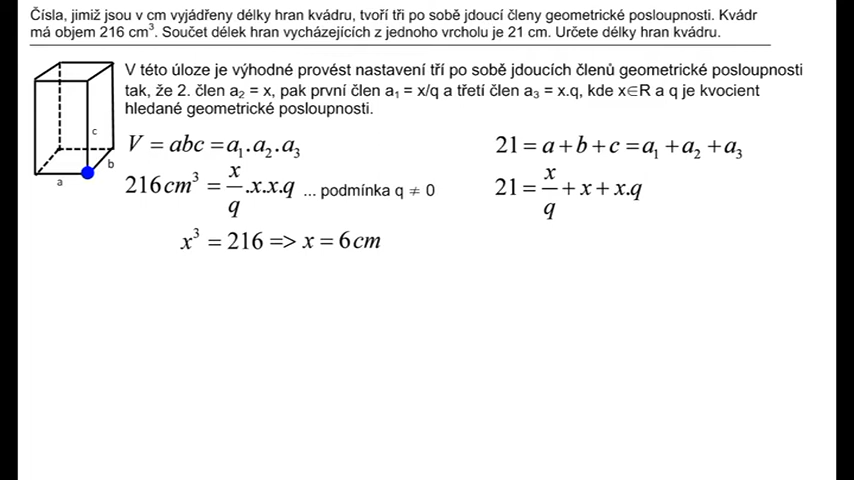 Čísla, jimiž jsou v cm vyjádřeny délky hran kvádru, tvoří tři po sobě jdoucí členy geometrické posloupnosti. Kvádr
má objem 216 cm³. Součet délek hran vycházejících z jednoho vrcholu je 21 cm. Určete délky hran kvádru.
V této úloze je výhodné provést nastavení tří po sobě jdoucích členů geometrické posloupnosti
tak, že 2. člen a₂ = x, pak první člen a₁ = x/q a třetí člen a₃ = x.q, kde x∈R a q je kvocient
hledané geometrické posloupnosti.
c
b
a
V = abc = a₁.a₂.a₃
216cm³ = x/q .x.x.q ... podmínka q ≠ 0
x³ = 216 => x = 6cm
21 = a + b + c = a₁ + a₂ + a₃
21 = x/q + x + x.q